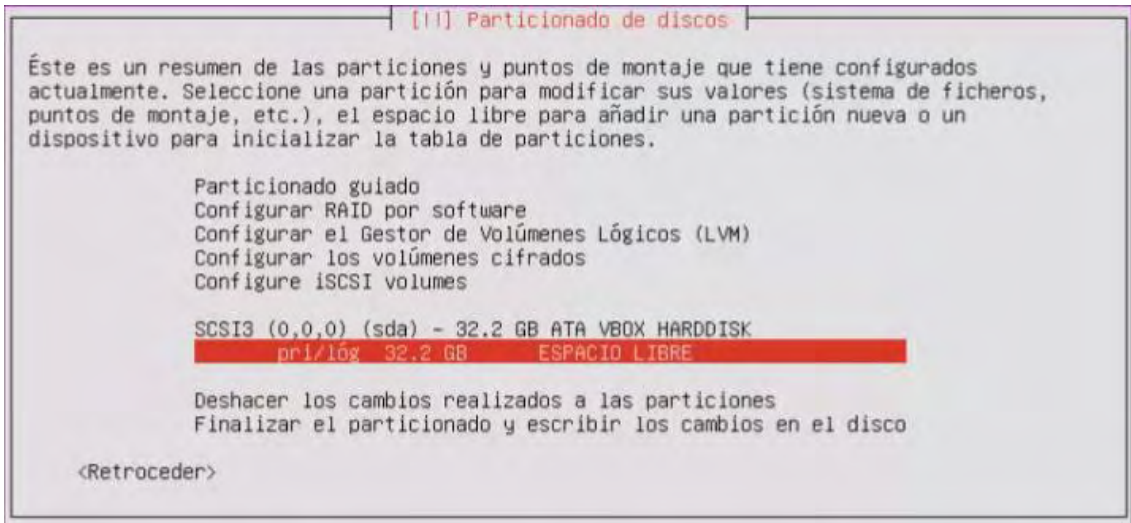 [!!] Particionado de discos
Éste es un resumen de las particiones y puntos de montaje que tiene configurados
actualmente. Seleccione una partición para modificar sus valores (sistema de ficheros,
puntos de montaje, etc.), el espacio libre para añadir una partición nueva o un
dispositivo para inicializar la tabla de particiones.
Particionado guiado
Configurar RAID por software
Configurar el Gestor de Volúmenes Lógicos (LVM)
Configurar los volúmenes cifrados
Configure iSCSI volumes
SCSI3 (0,0,0) (sda) - 32.2 GB ATA VBOX HARDDISK
pri/lóg 32.2 GB ESPACIO LIBRE
Deshacer los cambios realizados a las particiones
Finalizar el particionado y escribir los cambios en el disco
<Retroceder>